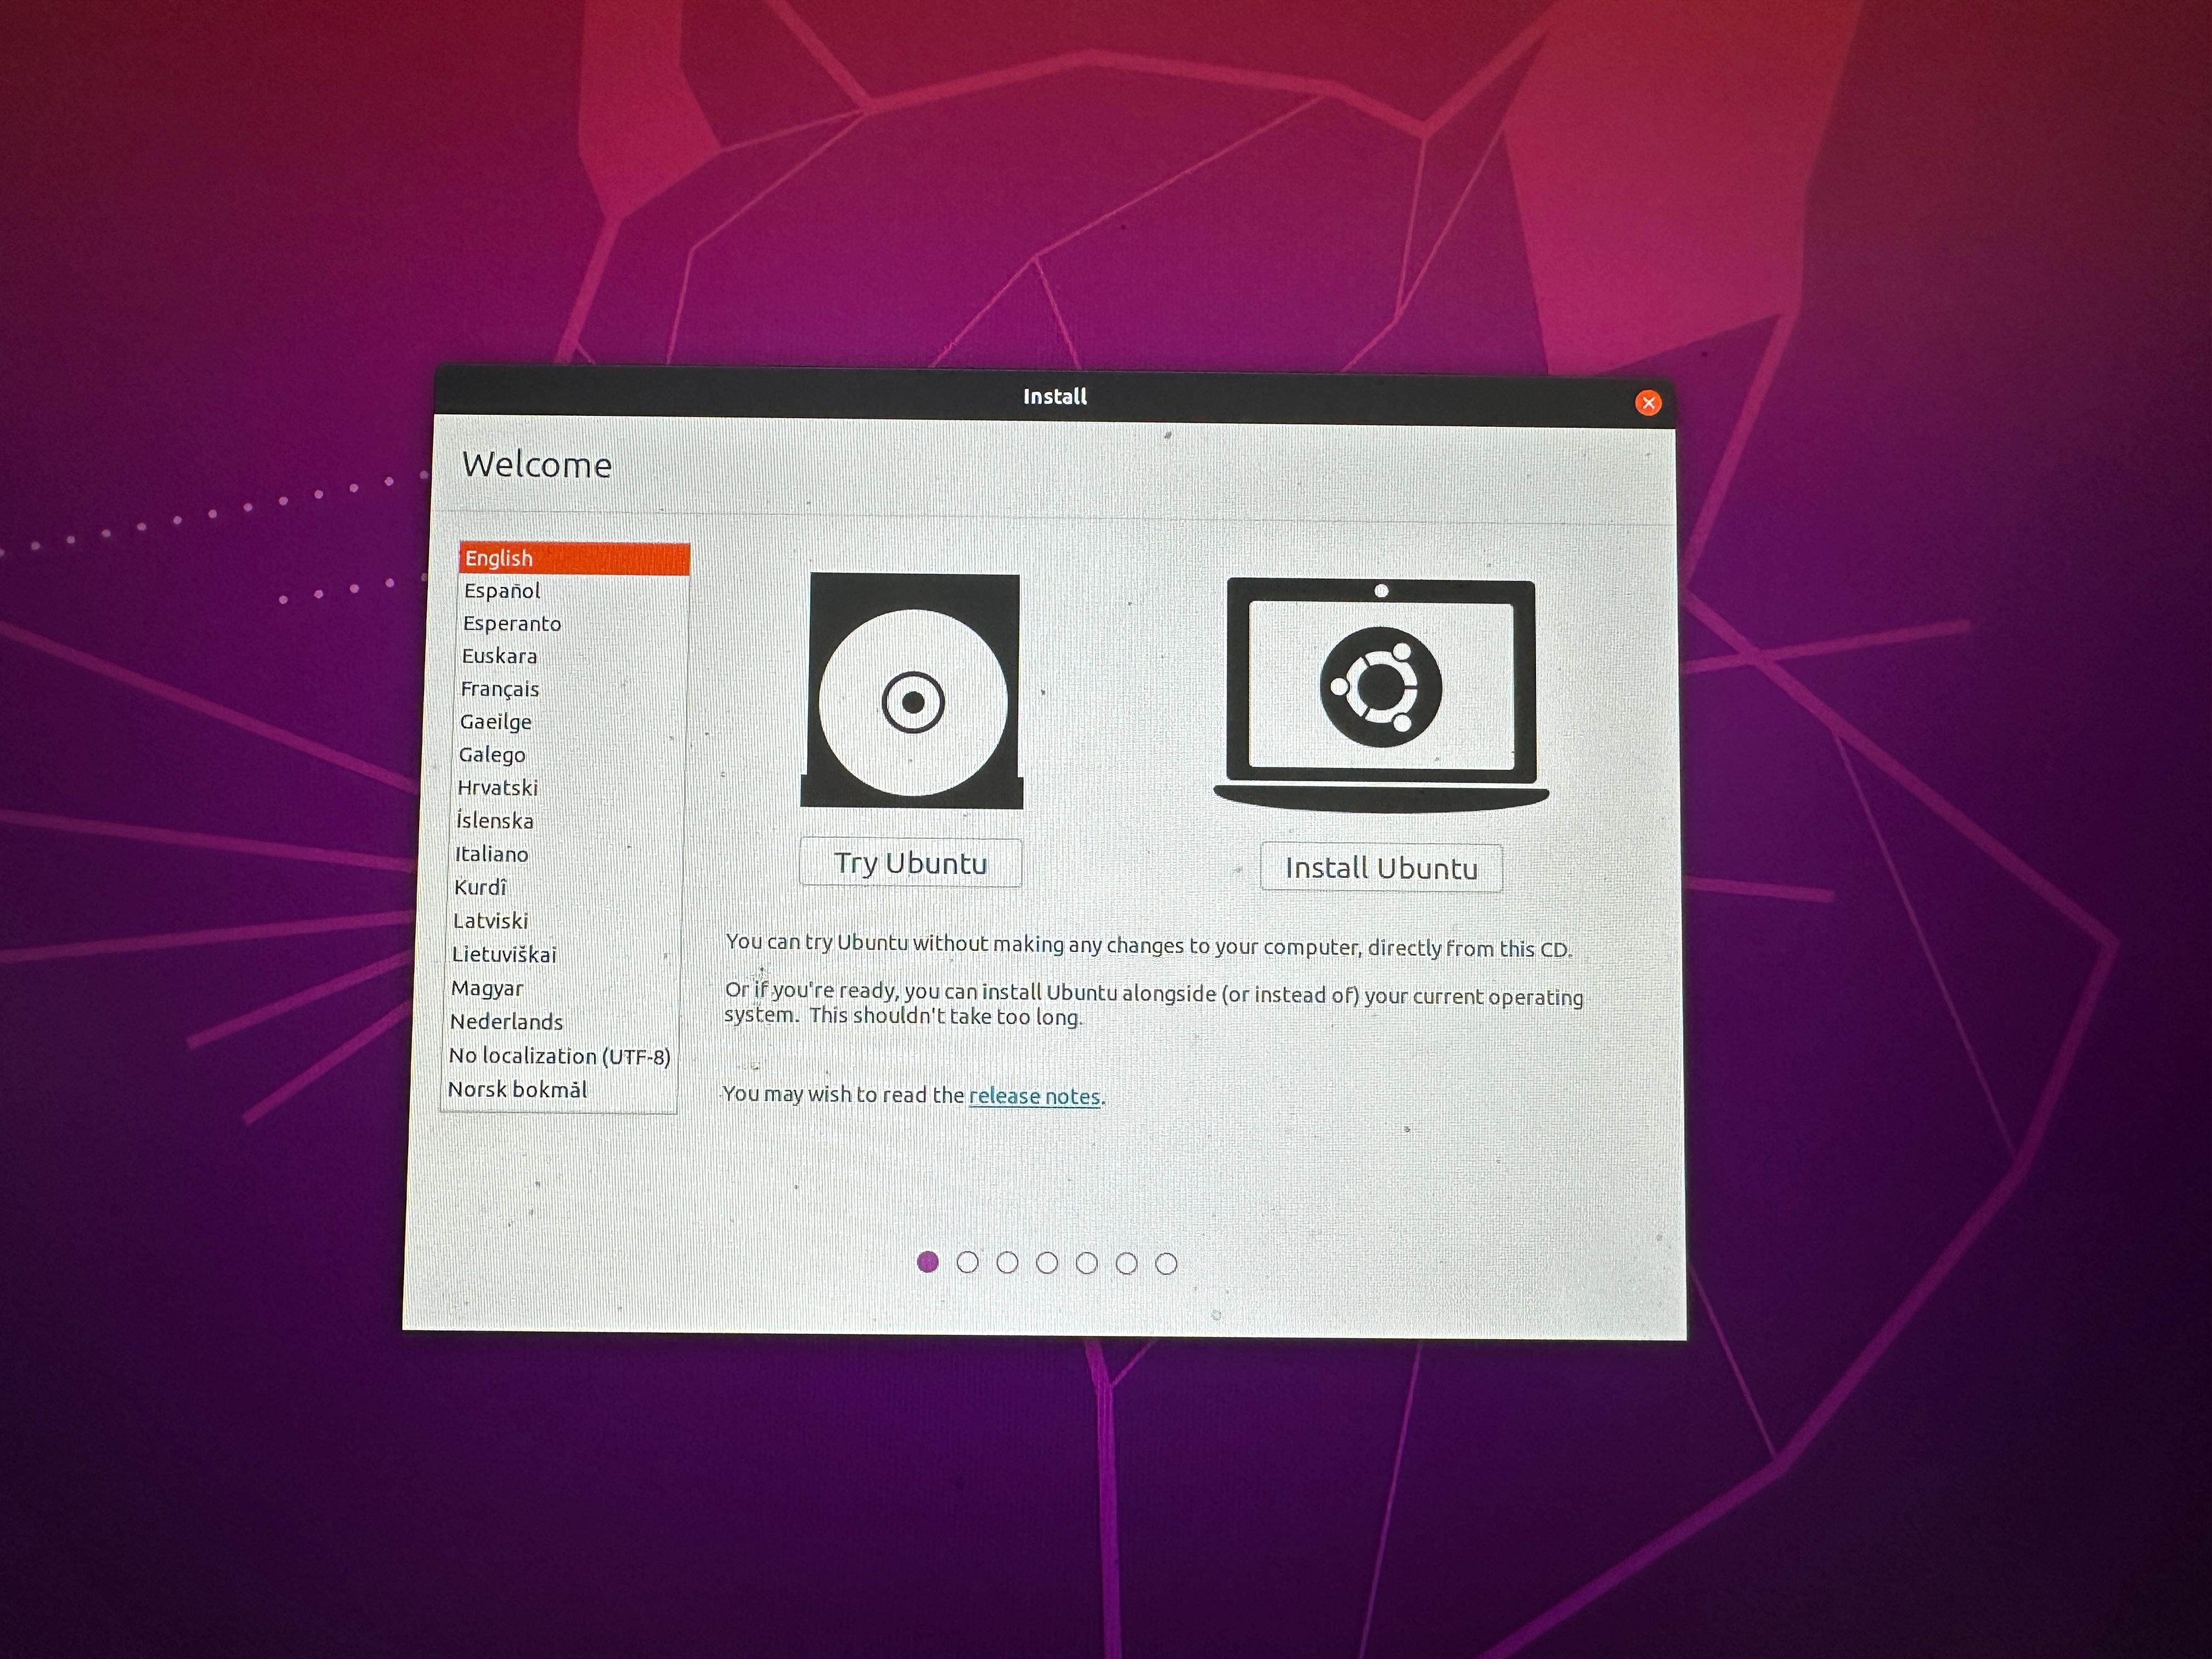 Install
Welcome
English
Español
Esperanto
Euskara
Français
Gaeilge
Galego
Hrvatski
Íslenska
Italiano
Kurdî
Latviski
Lietuviškai
Magyar
Nederlands
No localization (UTF-8)
Norsk bokmål
Try Ubuntu
Install Ubuntu
You can try Ubuntu without making any changes to your computer, directly from this CD.
Or if you're ready, you can install Ubuntu alongside (or instead of) your current operating
system. This shouldn't take too long.
You may wish to read the release notes.